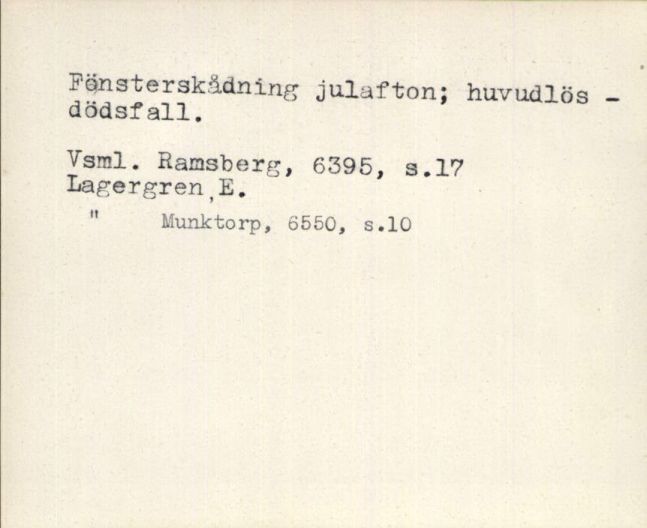 Fönsterskådning julafton; huvudlös -
dödsfall.
Vsml. Ramsberg, 6395, s.17
Lagergren, E.
" Munktorp, 6550, s.10